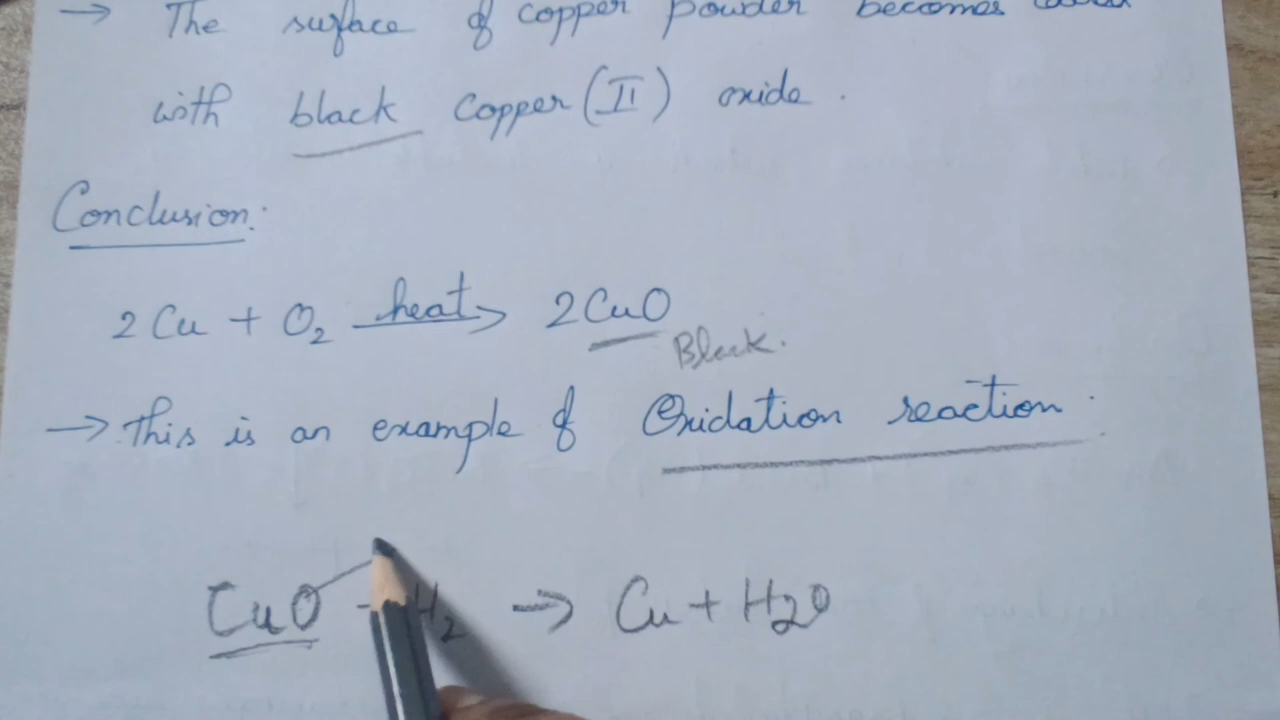 → The surface of copper powder becomes
with black Copper (II) oxide .
Conclusion:
2 Cu + O₂ heat→ 2CuO
Black.
→ This is an example of Oxidation reaction .
CuO + H₂ → Cu + H₂O